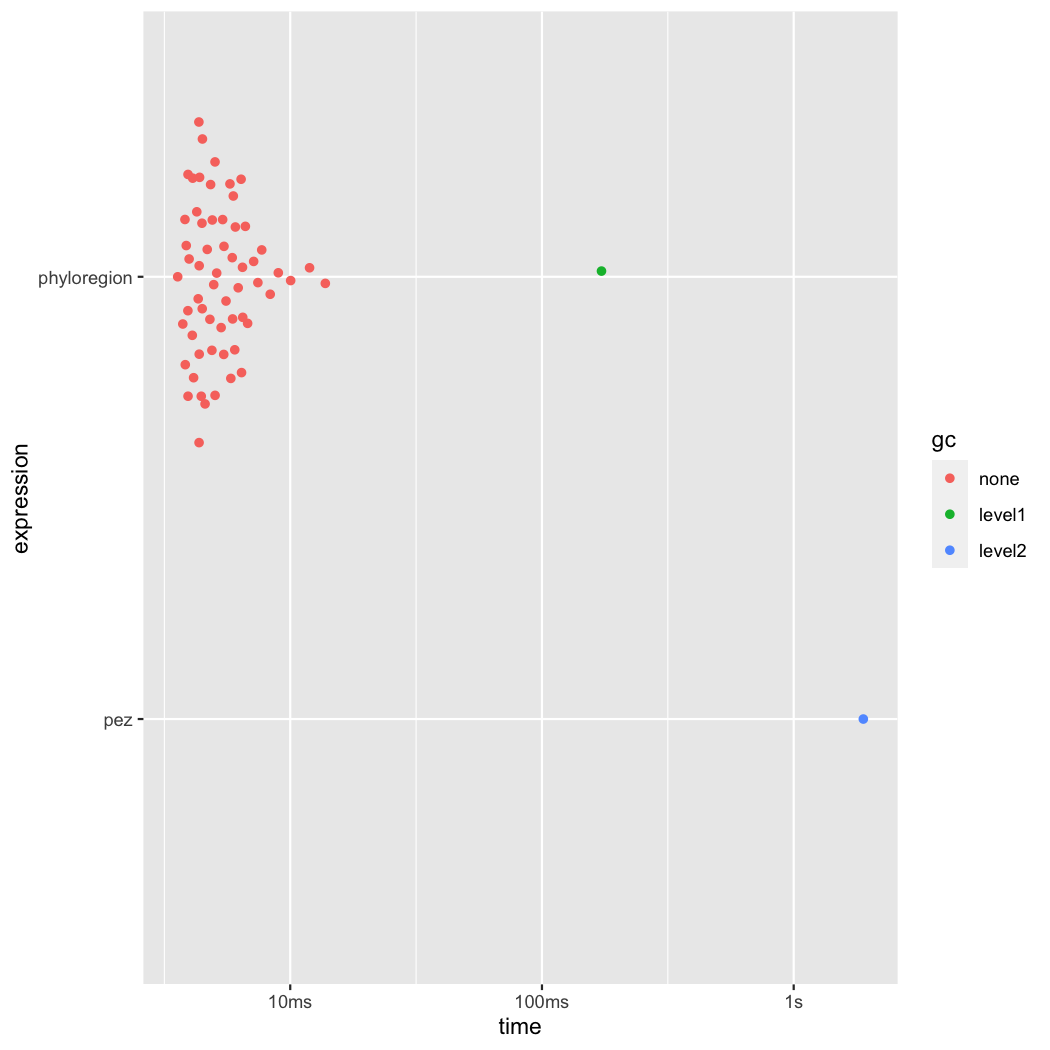 expression
phyloregion
pez
10ms
100ms
1s
time
gc
none
level1
level2